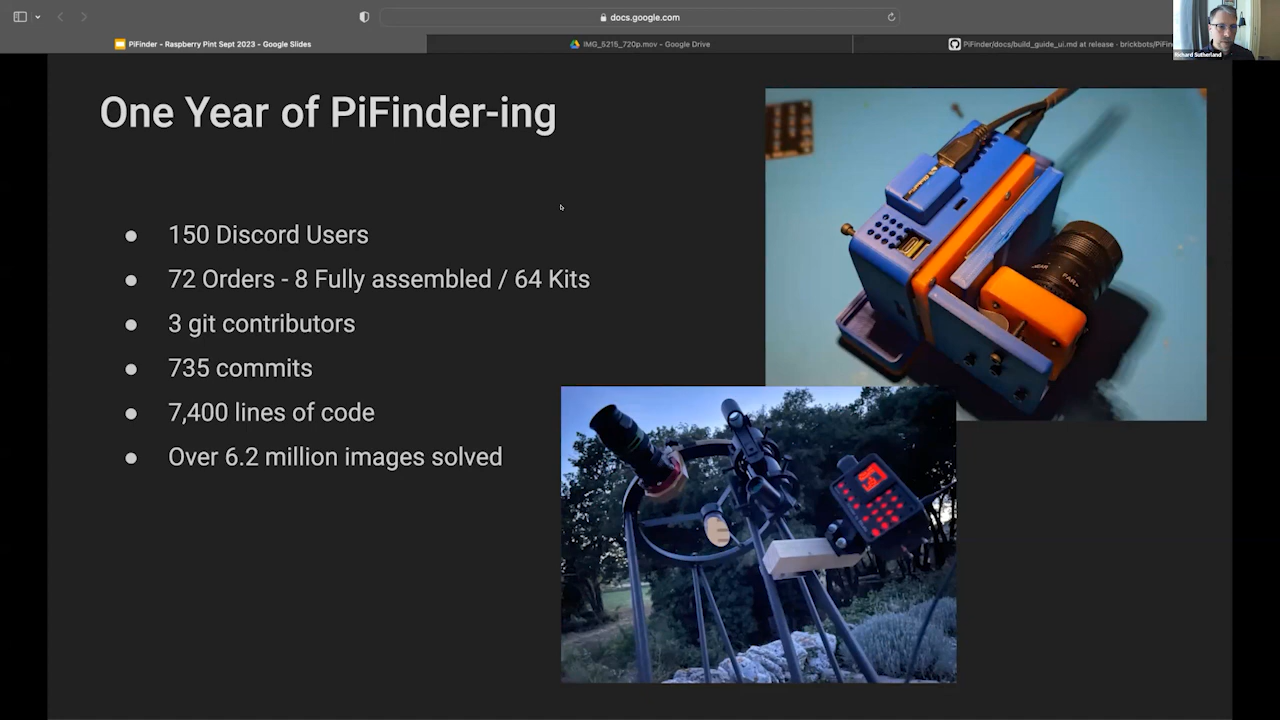 docs.google.com
PiFinder - Raspberry Pint Sept 2023 – Google Slides
IMG_5215_720p.mov - Google Drive
PiFinder/docs/build_guide_ui.md at release · brickbots/PiFin
Richard Sutherland
One Year of PiFinder-ing
150 Discord Users
72 Orders - 8 Fully assembled / 64 Kits
3 git contributors
735 commits
7,400 lines of code
Over 6.2 million images solved
FAR